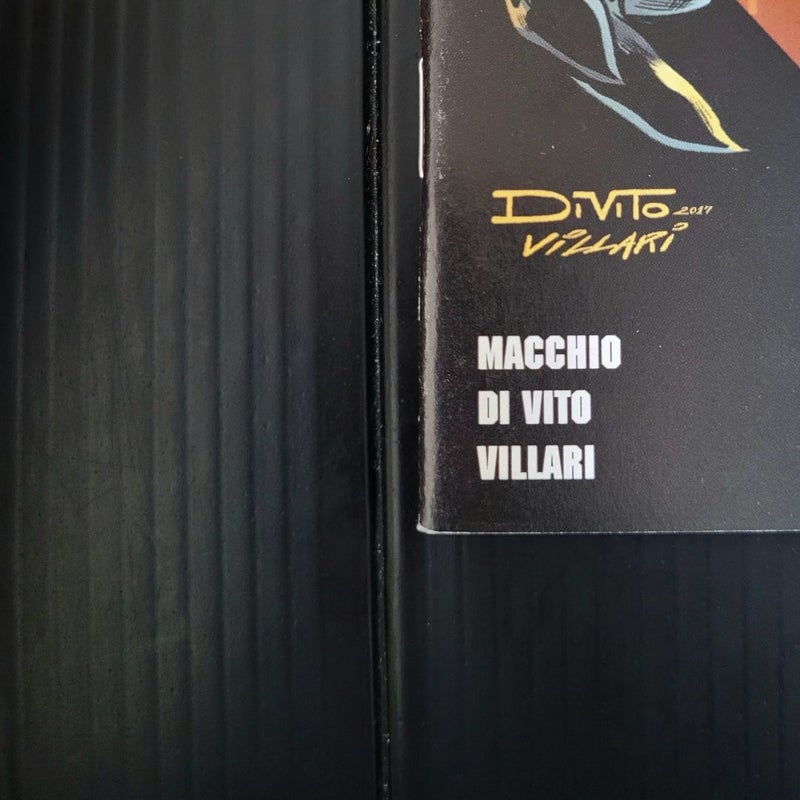 DiViTo 2017
ViLLARi
MACCHIO
DI VITO
VILLARI